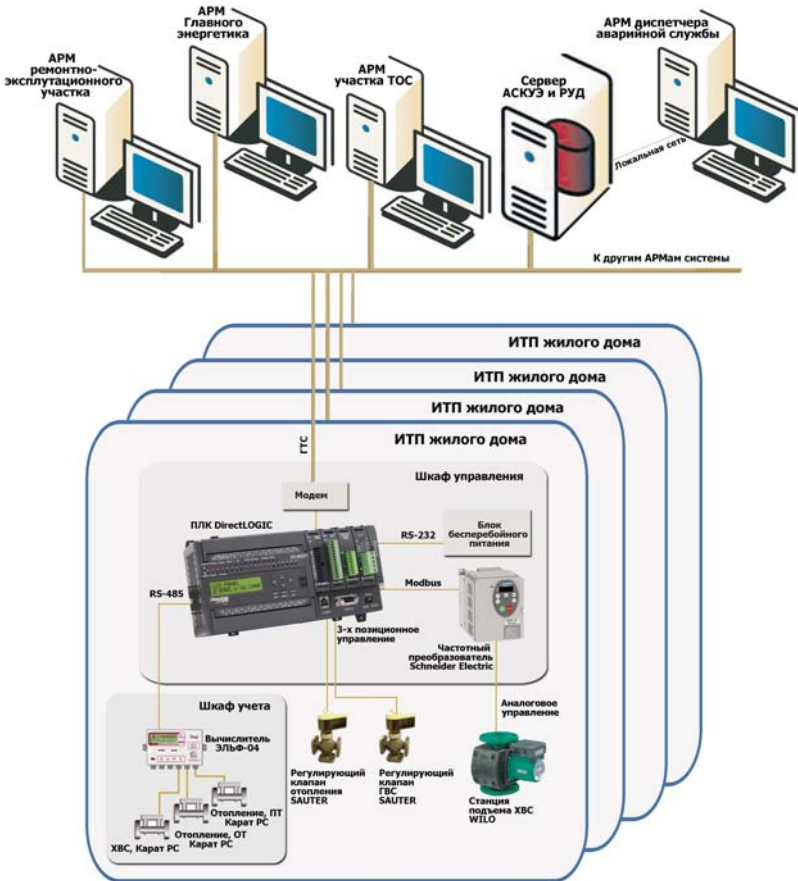 АРМ
Главного
энергетика
АРМ диспетчера
аварийной службы
АРМ
ремонтно-
эксплутационного
участка
АРМ
участка ТОС
Сервер
АСКУЭ и РУД
Локальная сеть
К другим АРМам системы
ИТП жилого дома
ИТП жилого дома
ИТП жилого дома
ИТП жилого дома
ГТС
Шкаф управления
Модем
ПЛК DirectLOGIC
RS-232
Блок
бесперебойного
питания
Modbus
RS-485
3-х позиционное
управление
Частотный
преобразователь
Schneider Electric
Шкаф учета
Аналоговое
управление
Вычислитель
ЭЛЬФ-04
Регулирующий
клапан
отопления
SAUTER
Регулирующий
клапан
ГВС
SAUTER
Станция
подъема ХВС
WILO
Отопление, ПТ
Карат РС
Отопление, ОТ
Карат РС
ХВС, Карат РС